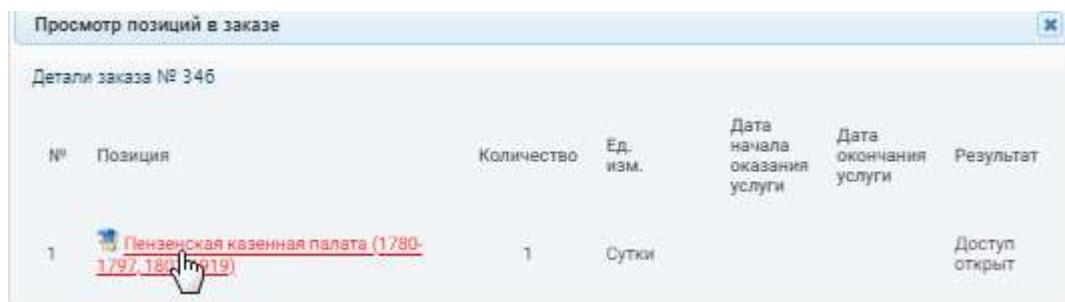 Просмотр позиций в заказе
Детали заказа № 346
№ Позиция Количество Ед. изм. Дата начала оказания услуги Дата окончания услуги Результат
1 Пензенская казенная палата (1780-
1797, 919) 1 Сутки Доступ открыт